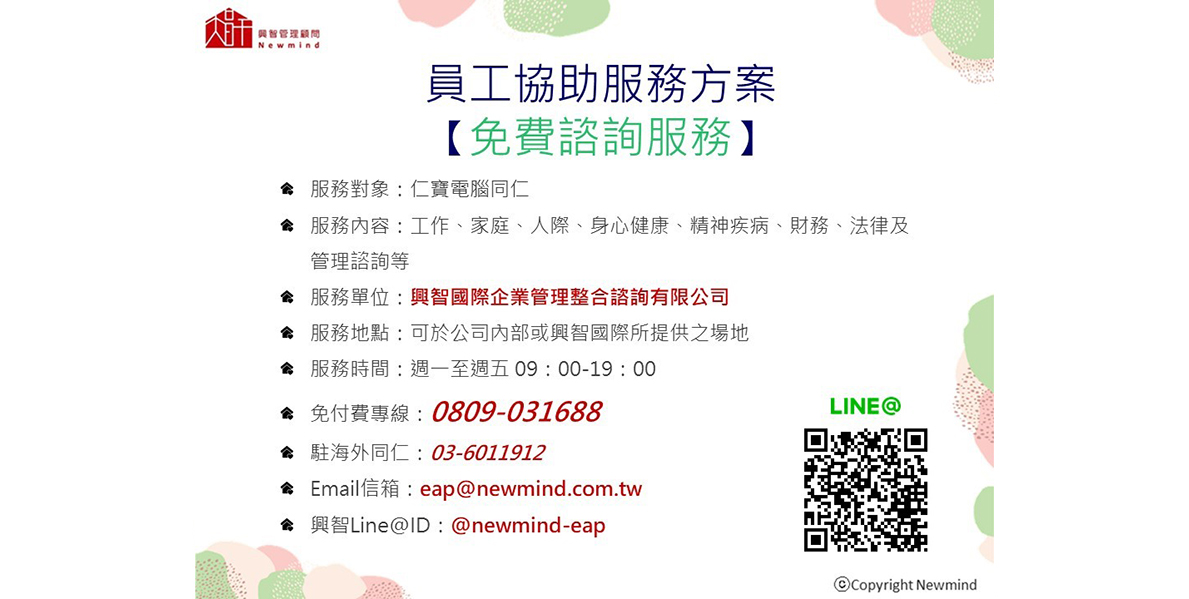 興智管理顧問
Newmind
員工協助服務方案
【免費諮詢服務】
服務對象：仁寶電腦同仁
服務內容：工作、家庭、人際、身心健康、精神疾病、財務、法律及
管理諮詢等
服務單位：興智國際企業管理整合諮詢有限公司
服務地點：可於公司內部或興智國際所提供之場地
服務時間：週一至週五 09：00-19：00
免付費專線：0809-031688
駐海外同仁：03-6011912
Email信箱：eap@newmind.com.tw
興智Line@ID：@newmind-eap
LINE@
©Copyright Newmind